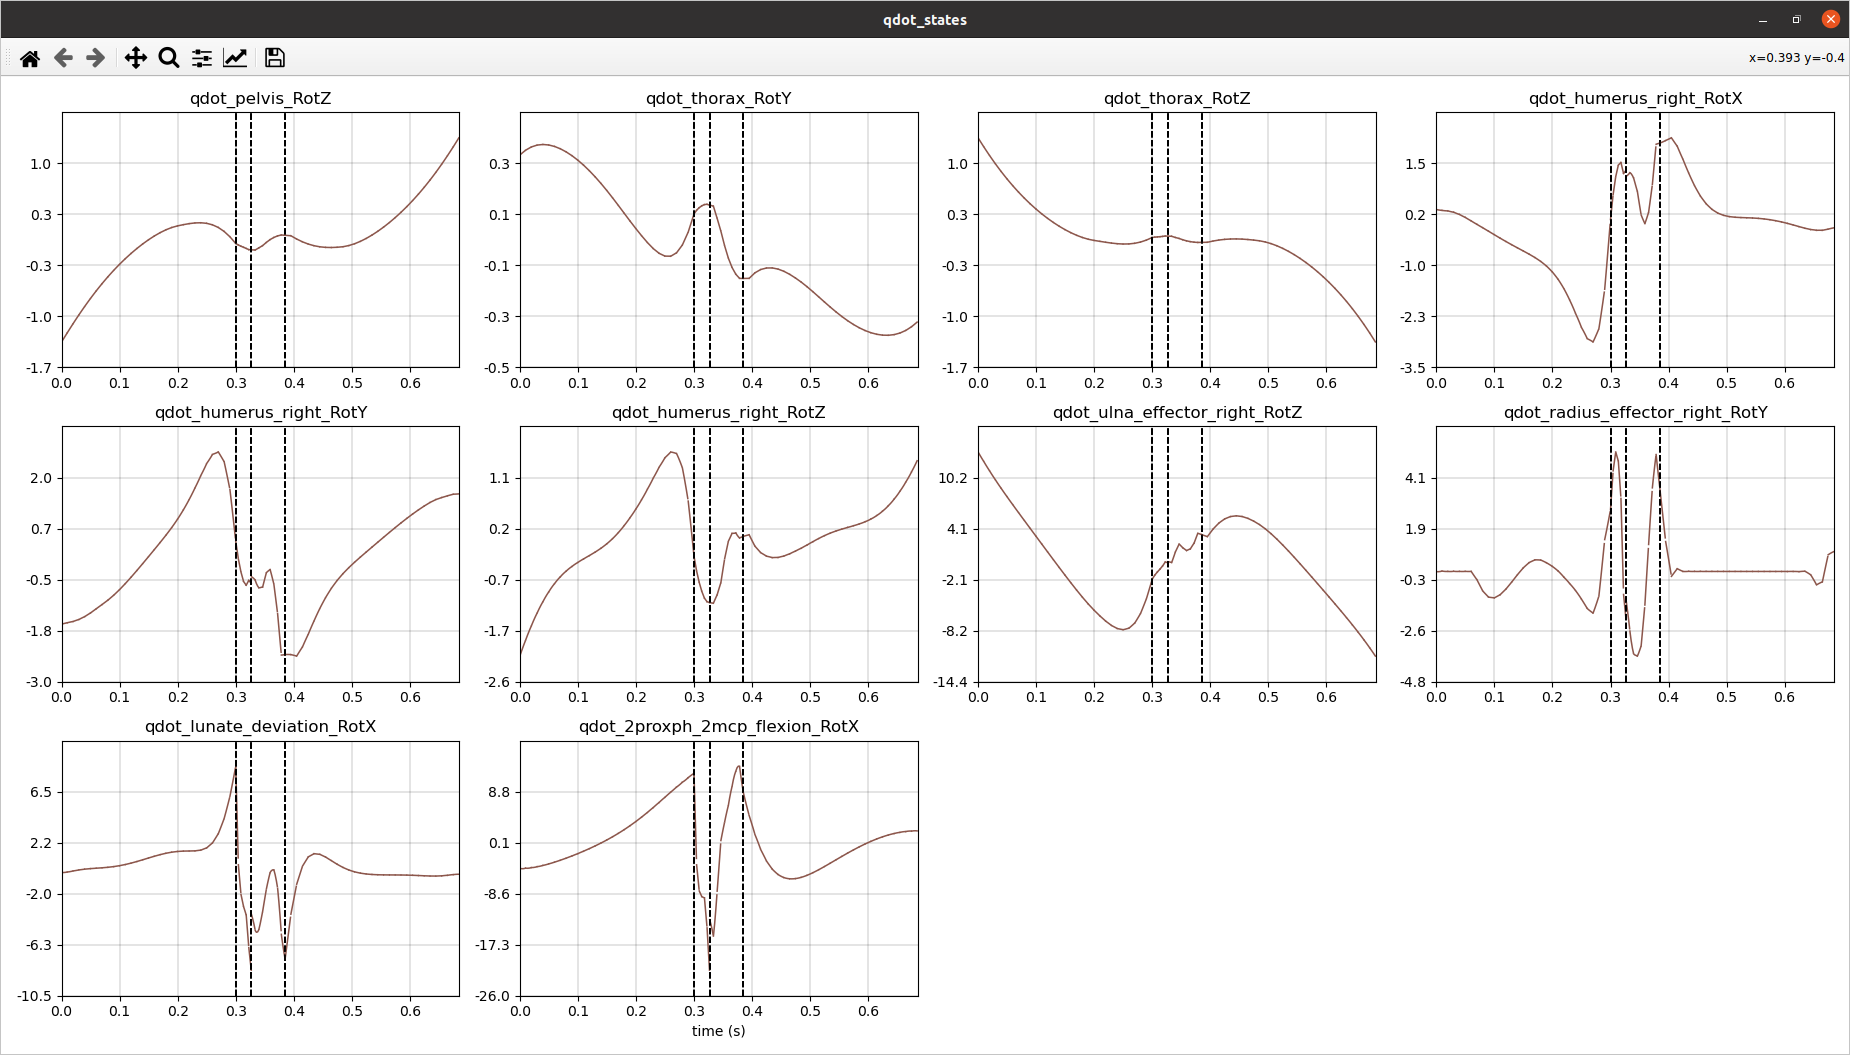 qdot_states
x=0.393 y=-0.4
qdot_pelvis_RotZ
1.0
0.3
-0.3
-1.0
-1.7
0.0 0.1 0.2 0.3 0.4 0.5 0.6
qdot_thorax_RotY
0.3
0.1
-0.1
-0.3
-0.5
0.0 0.1 0.2 0.3 0.4 0.5 0.6
qdot_thorax_RotZ
1.0
0.3
-0.3
-1.0
-1.7
0.0 0.1 0.2 0.3 0.4 0.5 0.6
qdot_humerus_right_RotX
1.5
0.2
-1.0
-2.3
-3.5
0.0 0.1 0.2 0.3 0.4 0.5 0.6
qdot_humerus_right_RotY
2.0
0.7
-0.5
-1.8
-3.0
0.0 0.1 0.2 0.3 0.4 0.5 0.6
qdot_humerus_right_RotZ
1.1
0.2
-0.7
-1.7
-2.6
0.0 0.1 0.2 0.3 0.4 0.5 0.6
qdot_ulna_effector_right_RotZ
10.2
4.1
-2.1
-8.2
-14.4
0.0 0.1 0.2 0.3 0.4 0.5 0.6
qdot_radius_effector_right_RotY
4.1
1.9
-0.3
-2.6
-4.8
0.0 0.1 0.2 0.3 0.4 0.5 0.6
qdot_lunate_deviation_RotX
6.5
2.2
-2.0
-6.3
-10.5
0.0 0.1 0.2 0.3 0.4 0.5 0.6
qdot_2proxph_2mcp_flexion_RotX
8.8
0.1
-8.6
-17.3
-26.0
0.0 0.1 0.2 0.3 0.4 0.5 0.6
time (s)